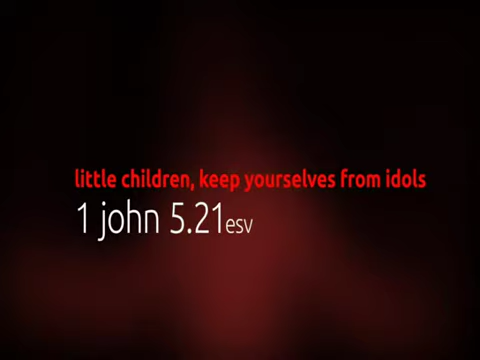 little children, keep yourselves from idols
1 john 5.21esv